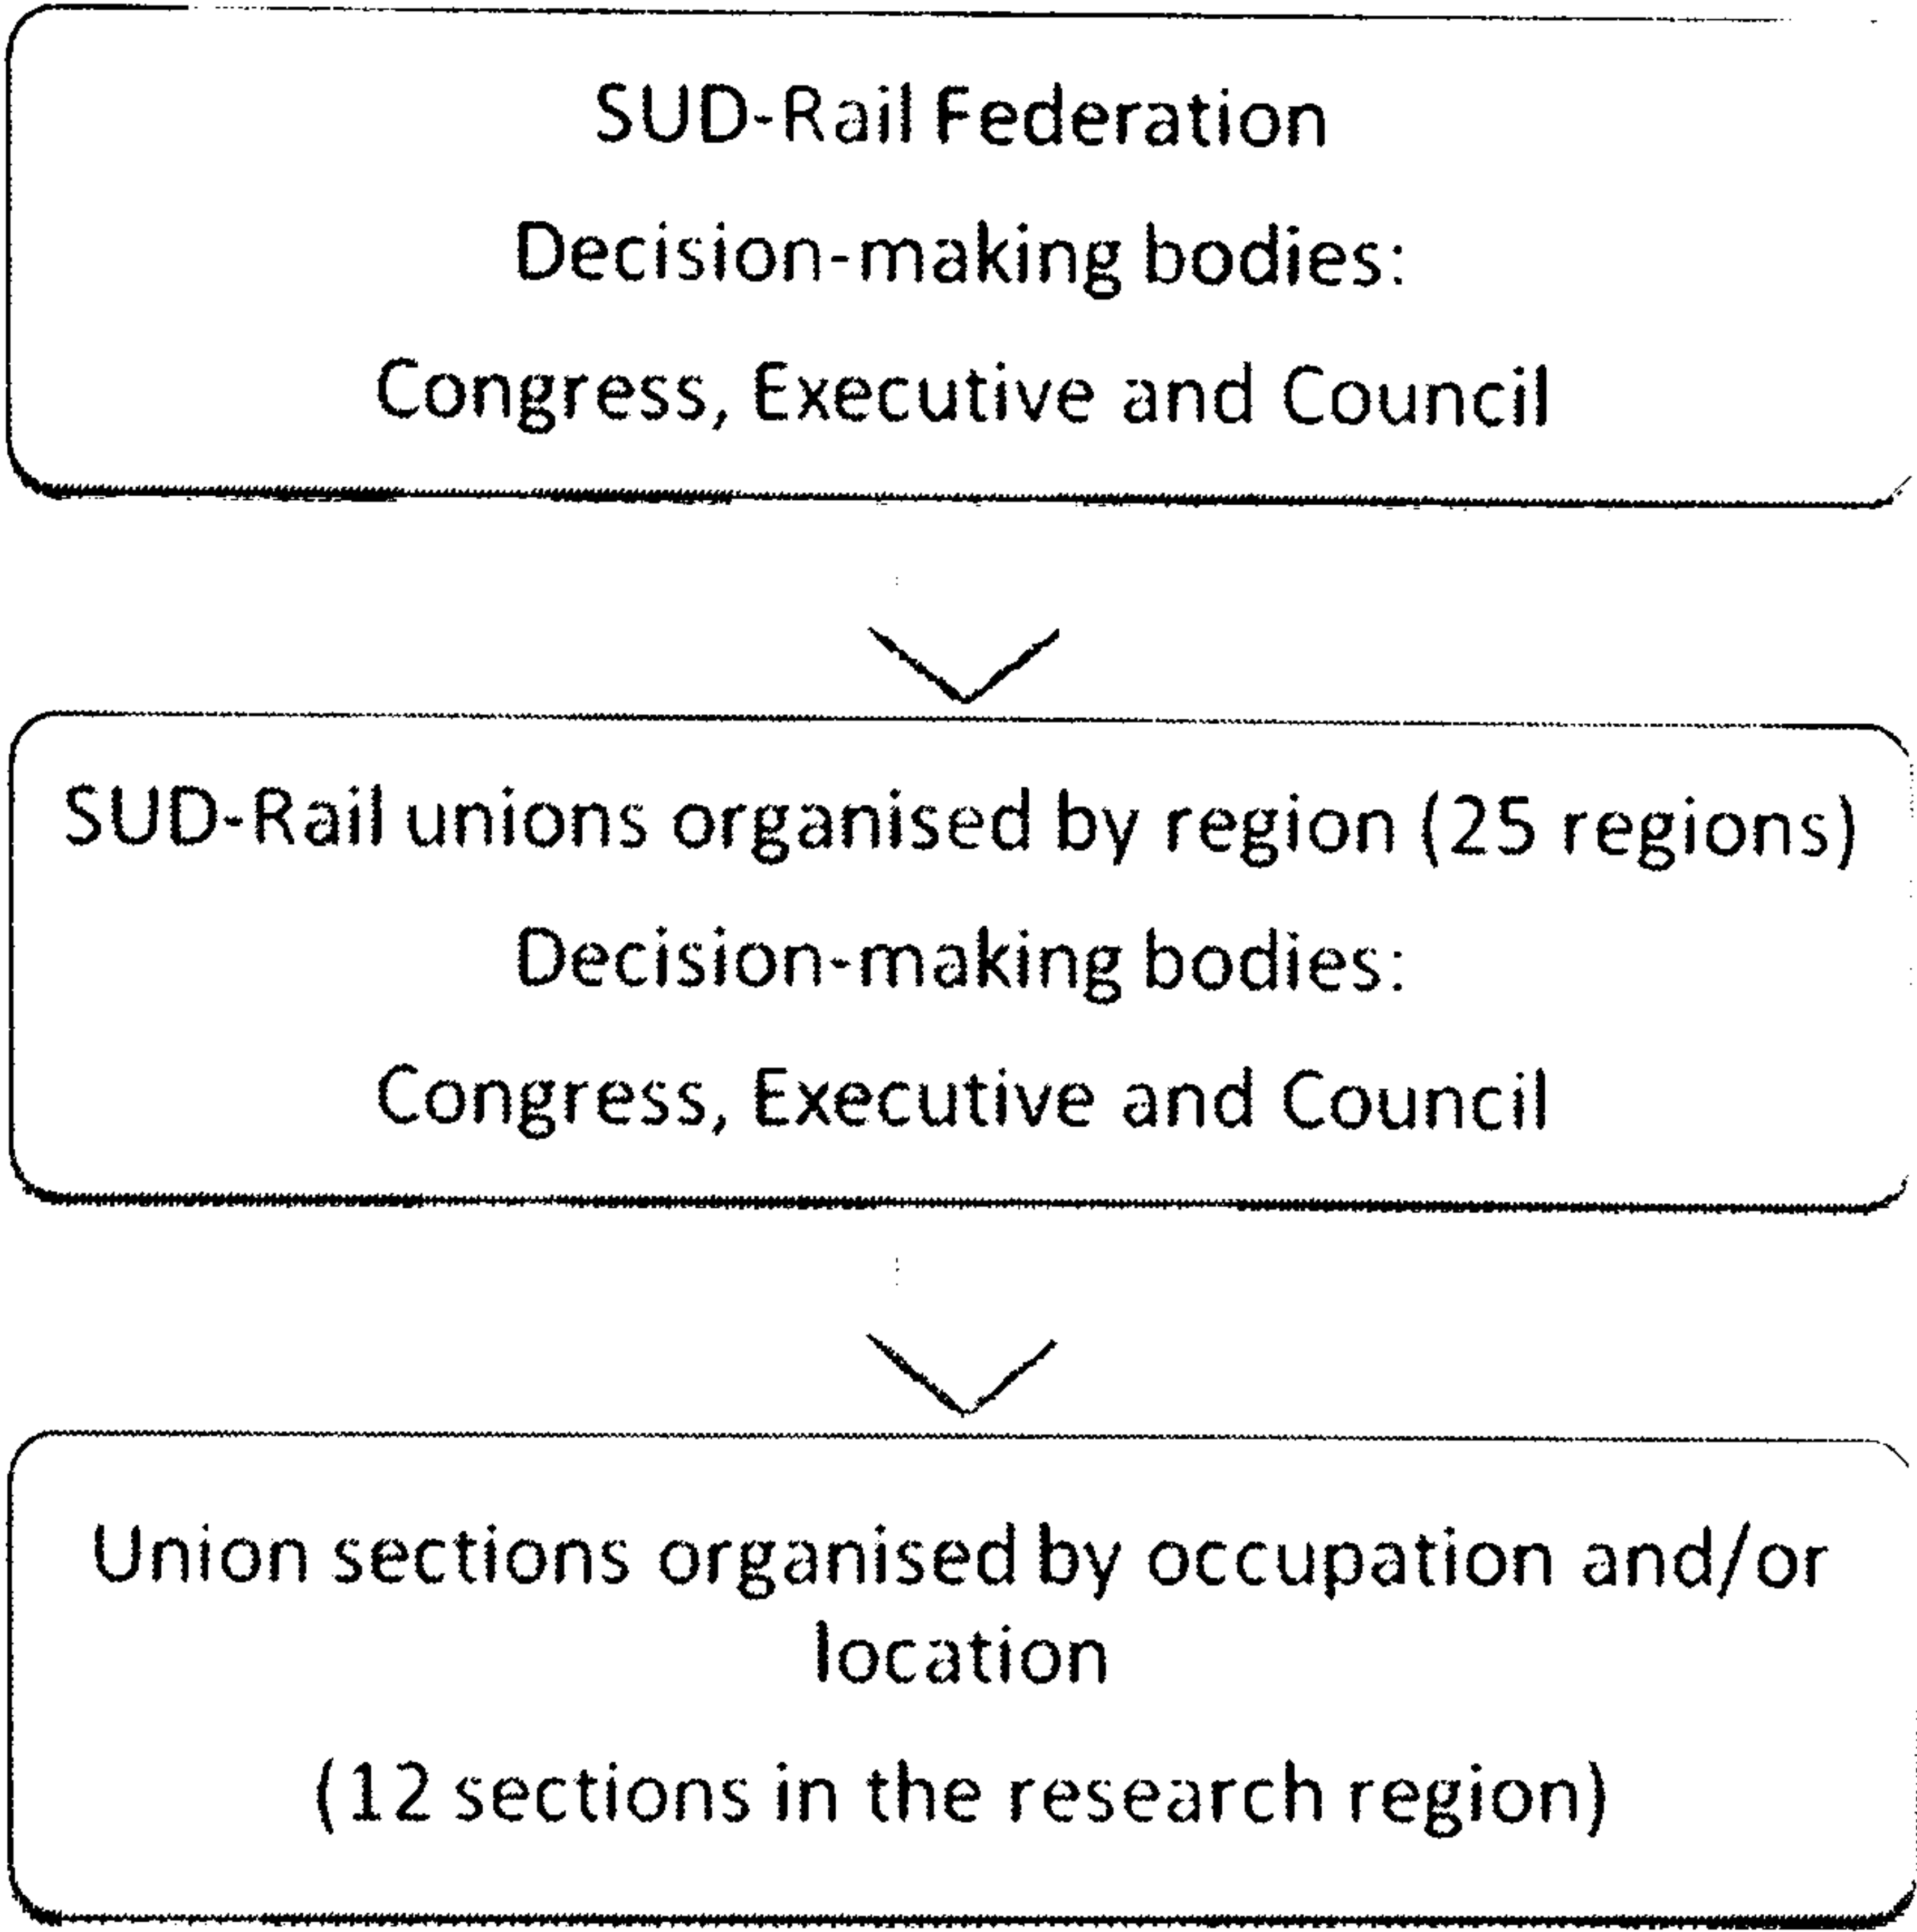 SUD-Rail Federation
Decision-making bodies:
Congress, Executive and Council
SUD-Rail unions organised by region (25 regions)
Decision-making bodies:
Congress, Executive and Council
Union sections organised by occupation and/or
location
(12 sections in the research region)